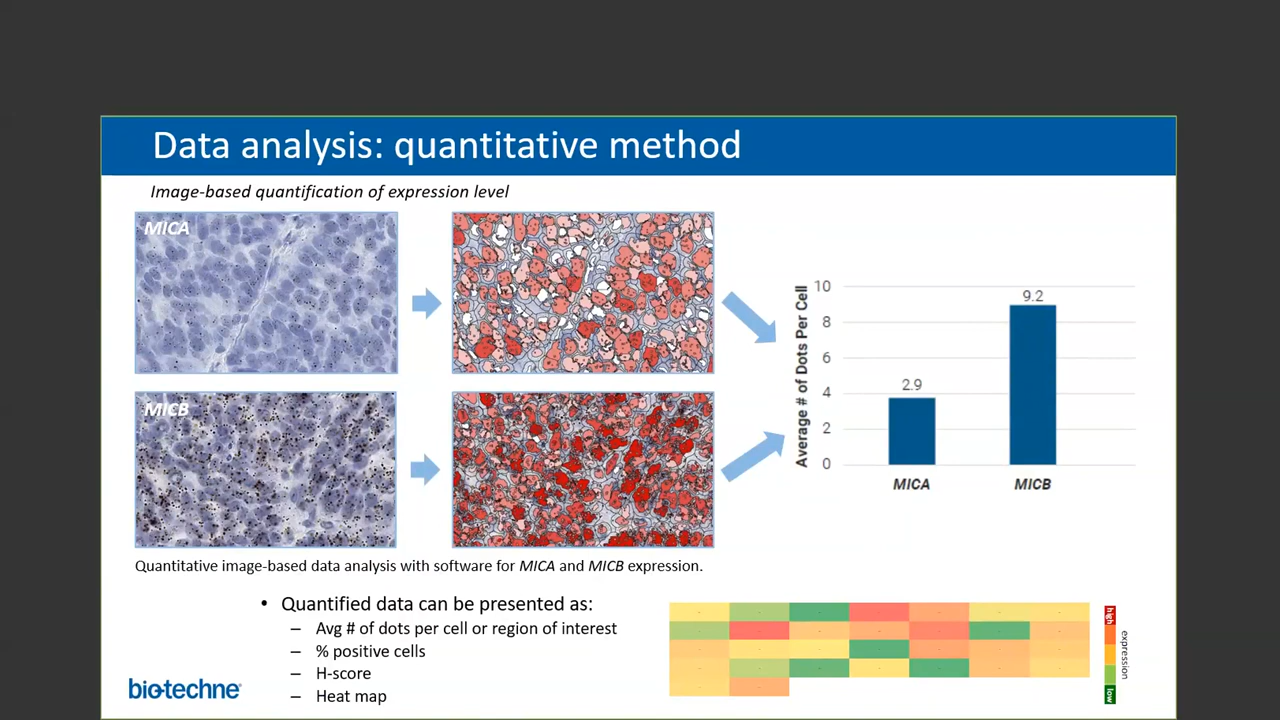 Data analysis: quantitative method
Image-based quantification of expression level
MICA
MICB
Average # of Dots Per Cell
10
8
6
4
2
0
2.9
9.2
MICA
MICB
Quantitative image-based data analysis with software for MICA and MICB expression.
• Quantified data can be presented as:
– Avg # of dots per cell or region of interest
– % positive cells
– H-score
– Heat map
high
expression
low
bio-techne®